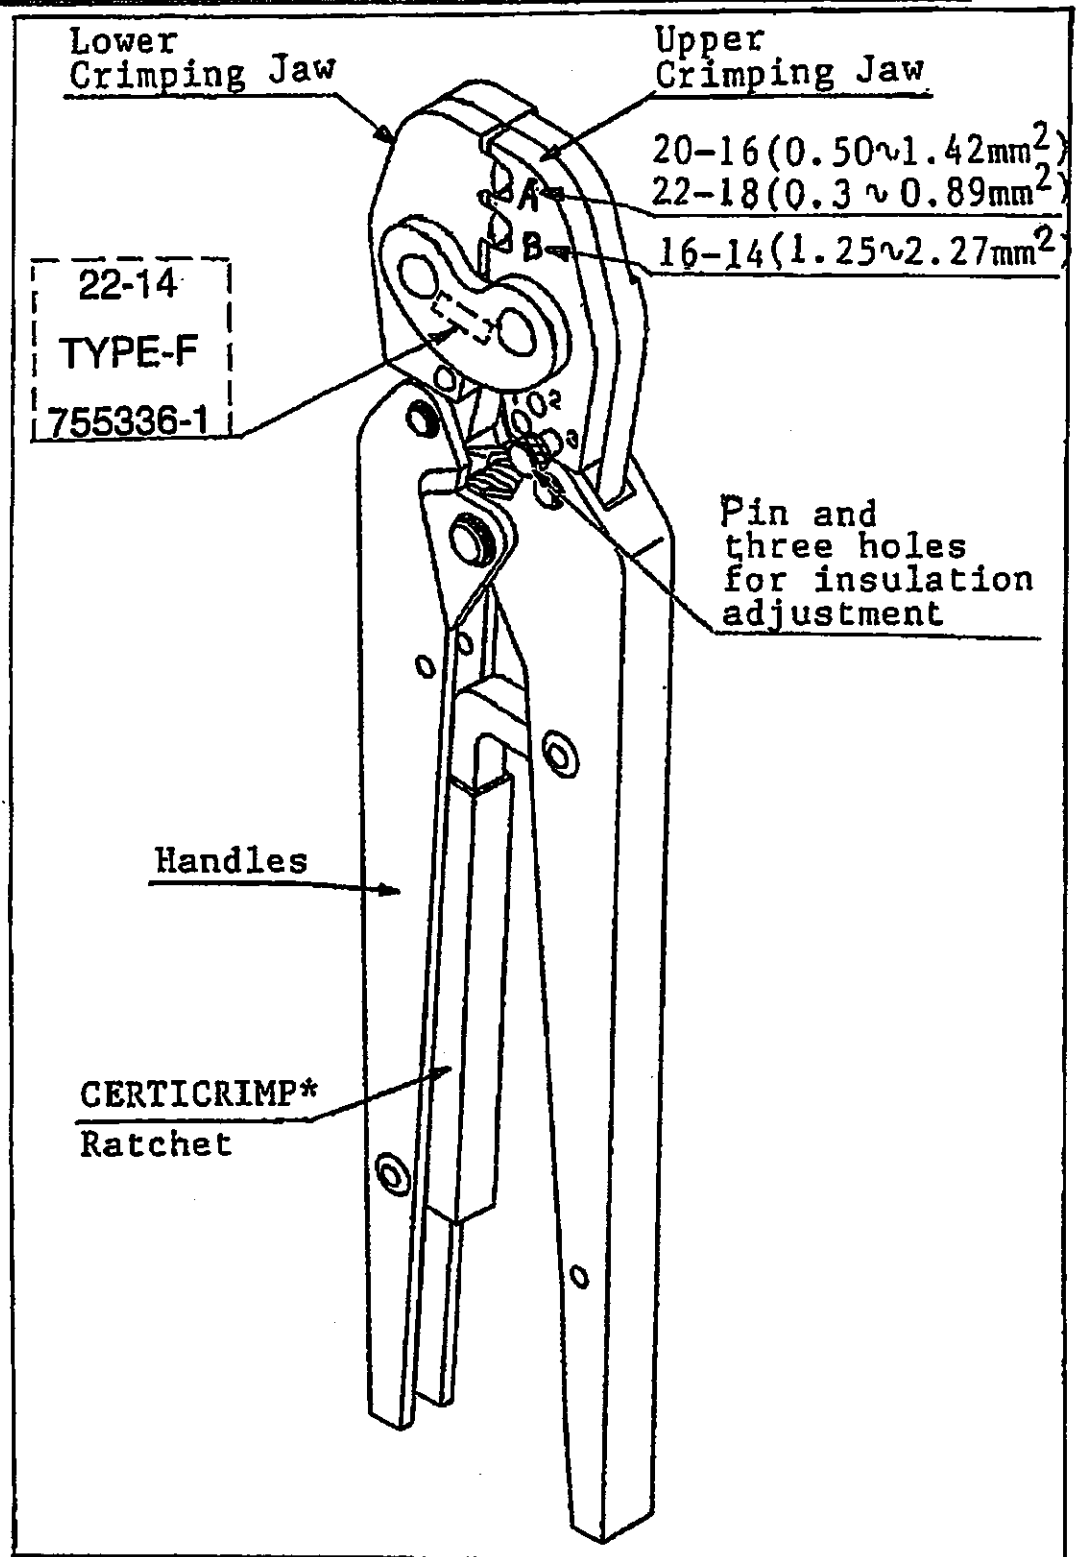 Lower
Crimping Jaw
Upper
Crimping Jaw
20-16(0.50~1.42mm²)
22-18(0.3 ~ 0.89mm²)
16-14(1.25~2.27mm²)
A
B
22-14
TYPE-F
755336-1
2
3
Pin and
three holes
for insulation
adjustment
Handles
CERTICRIMP*
Ratchet